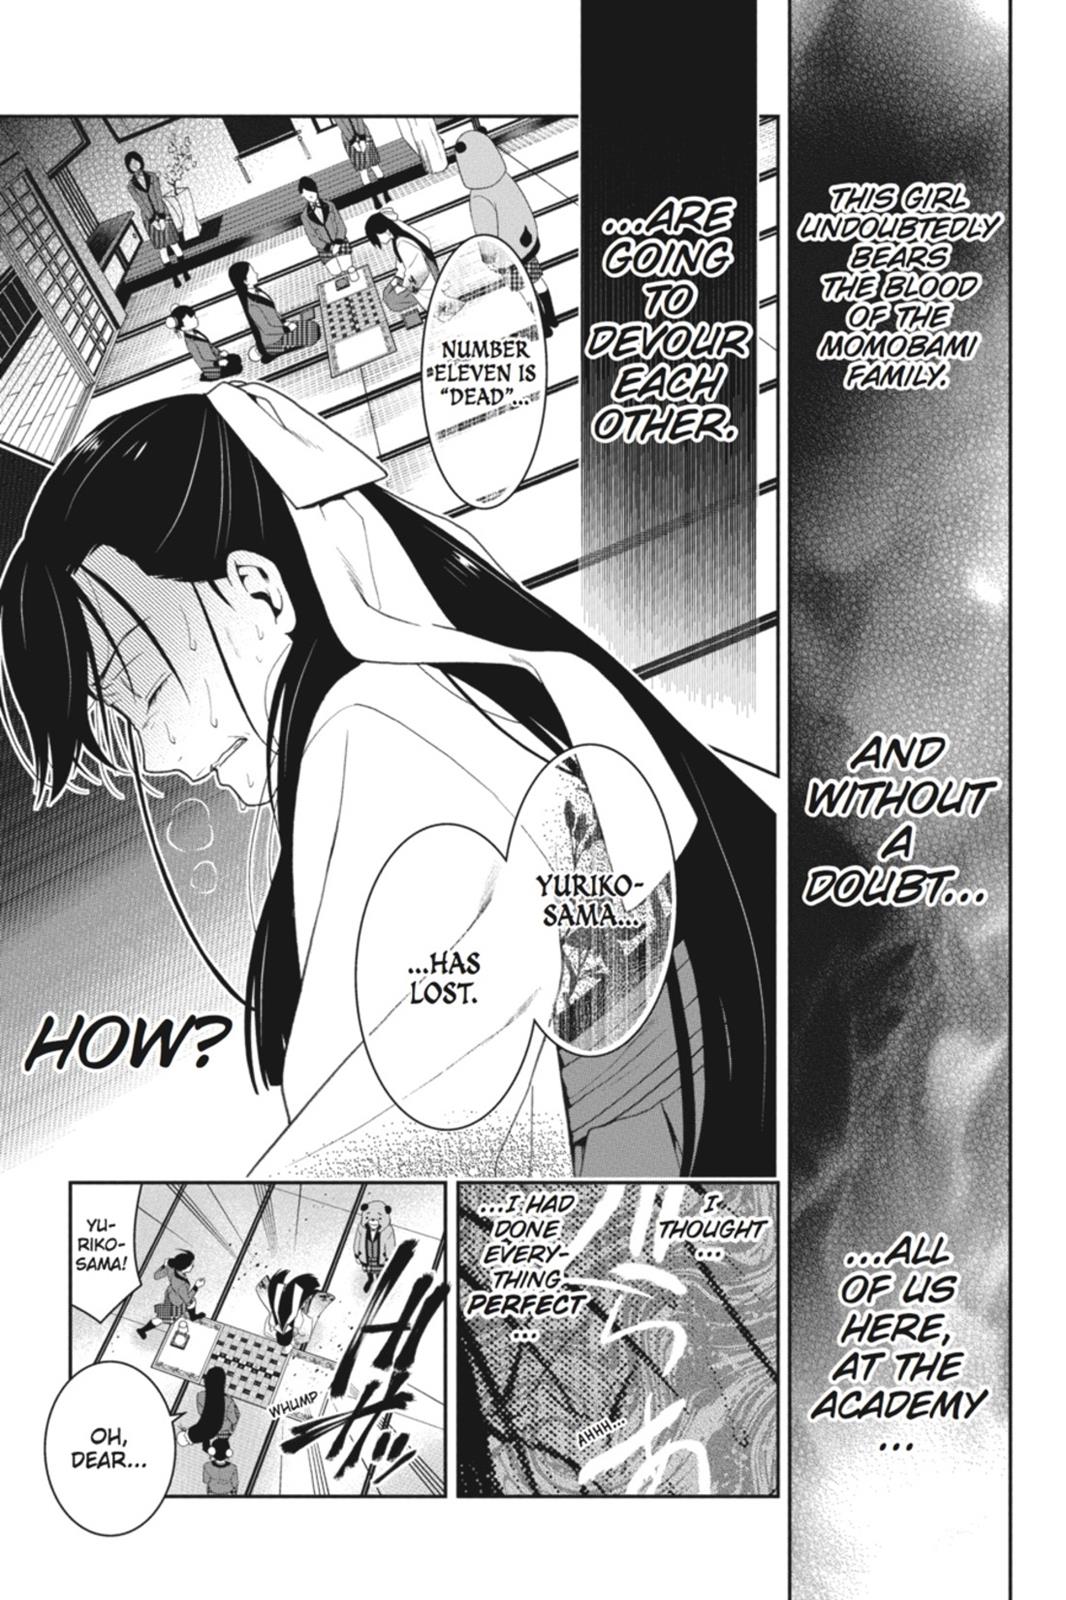 THIS GIRL
UNDOUBTEDLY
BEARS
THE BLOOD
OF THE
MOMOBAMI
FAMILY.
AND
WITHOUT
A
DOUBT...
...ALL
OF US
HERE,
AT THE
ACADEMY
...
...ARE
GOING
TO
DEVOUR
EACH
OTHER.
NUMBER
ELEVEN IS
"DEAD"...
YURIKO-
SAMA...
...HAS
LOST.
HOW?
I
THOUGHT
...
...I HAD
DONE
EVERY-
THING
PERFECT
...
AHHH...
YU-
RIKO-
SAMA!
WHUMP
OH,
DEAR...